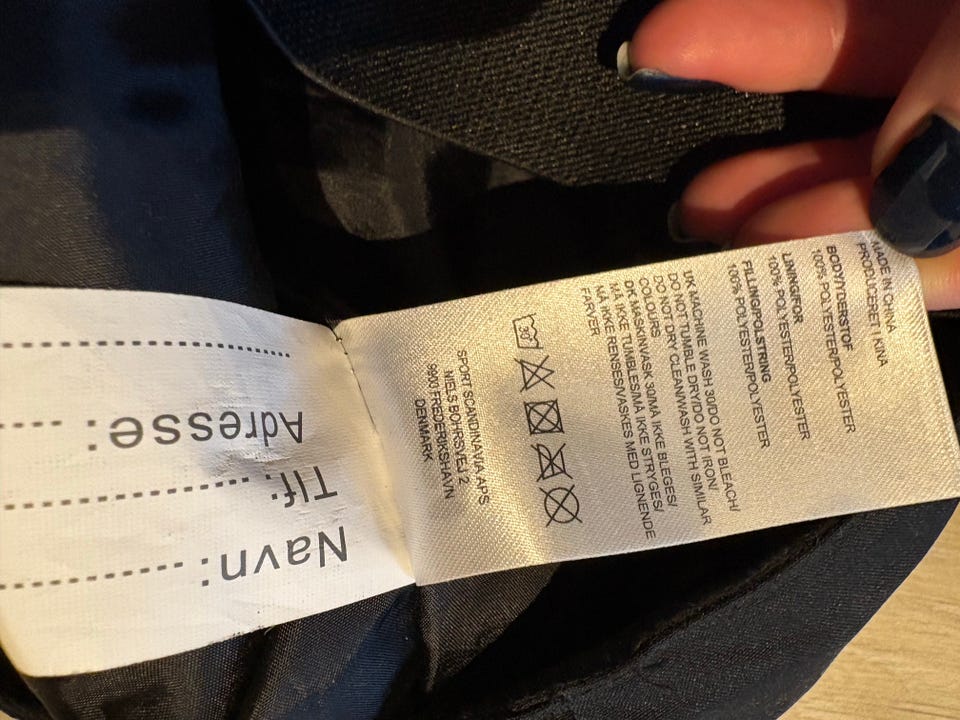 MADE IN CHINA
PRODUCERET I KINA
BODY/YDERSTOF
100% POLYESTER/POLYESTER
LINING/FOR
100% POLYESTER/POLYESTER
FILLING/POLSTRING
100% POLYESTER/POLYESTER
UK MACHINE WASH 30/DO NOT BLEACH/
DO NOT TUMBLE DRY/DO NOT IRON/
DO NOT DRY CLEAN/WASH WITH SIMILAR
COLOURS
DK MASKINVASK 30/MÅ IKKE BLEGES/
MÅ IKKE TUMBLES/MÅ IKKE STRYGES/
MÅ IKKE RENSES/VASKES MED LIGNENDE
FARVER
30°
SPORT SCANDINAVIA APS
NIELS BOHRSVEJ 2
9900 FREDERIKSHAVN
DENMARK
Navn:
Tlf:
Adresse: